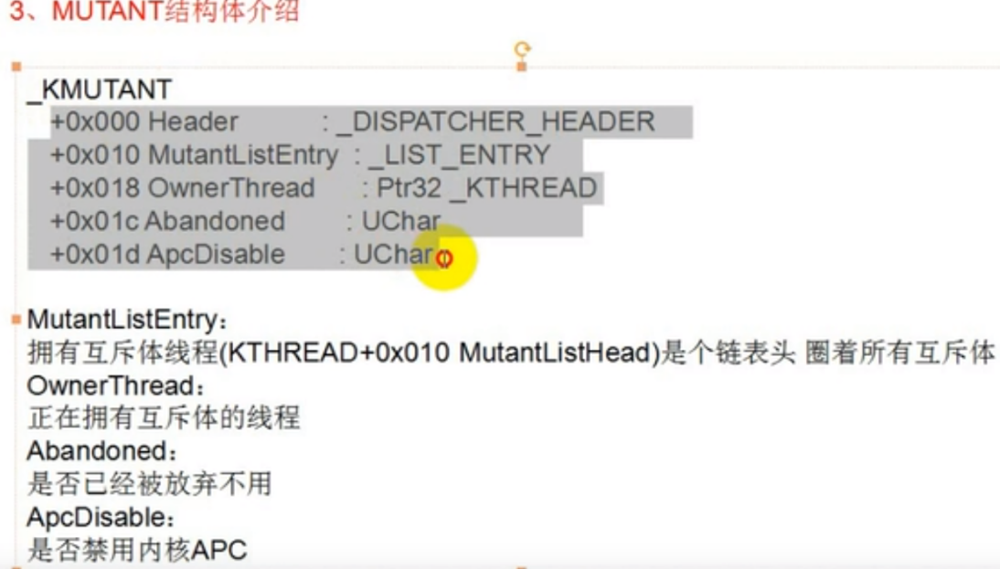 3、MUTANT结构体介绍
_KMUTANT
+0x000 Header : _DISPATCHER_HEADER
+0x010 MutantListEntry : _LIST_ENTRY
+0x018 OwnerThread : Ptr32 _KTHREAD
+0x01c Abandoned : UChar
+0x01d ApcDisable : UChar
MutantListEntry：
拥有互斥体线程(KTHREAD+0x010 MutantListHead)是个链表头 圈着所有互斥体
OwnerThread：
正在拥有互斥体的线程
Abandoned：
是否已经被放弃不用
ApcDisable：
是否禁用内核APC